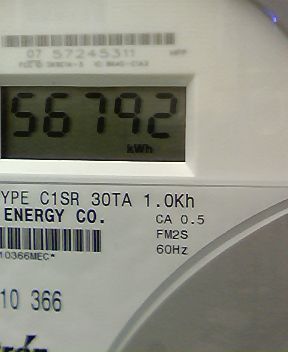 07 57245311
56792
kWh
YPE C1SR 30TA 1.0Kh
ENERGY CO.
CA 0.5
FM2S
60Hz
10366MEC*
10 366